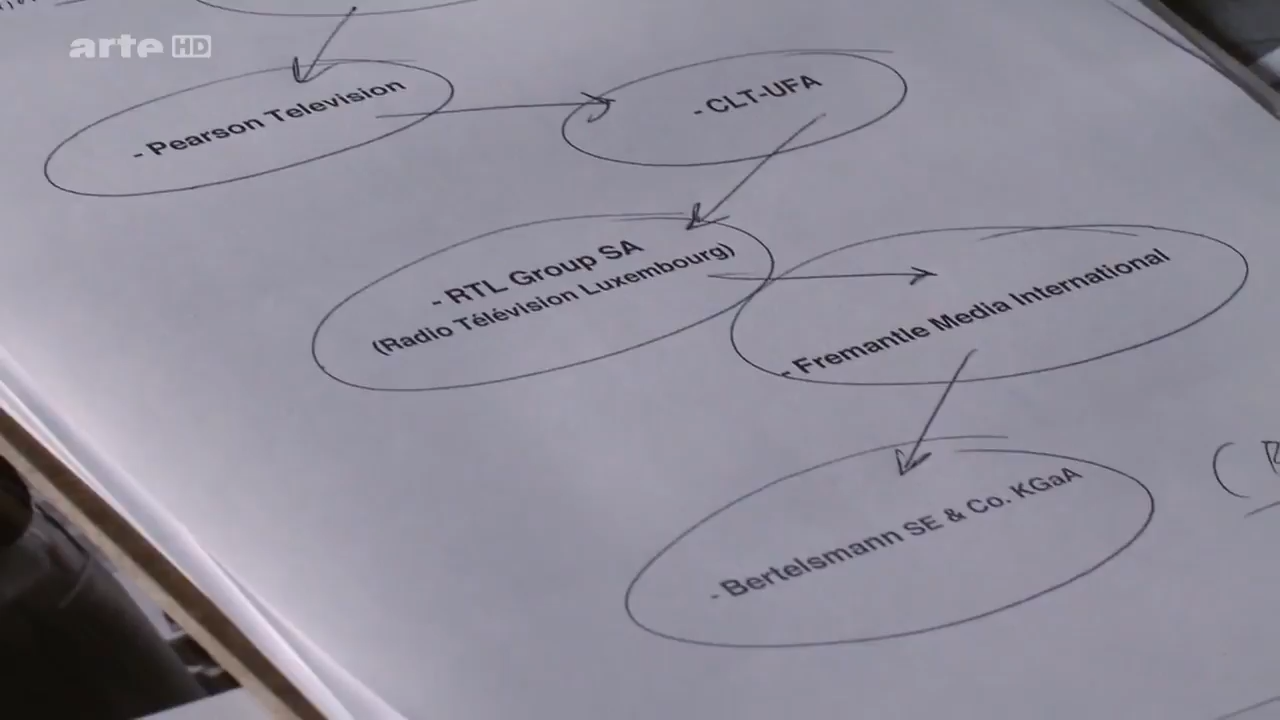 arte HD
- Pearson Television
- CLT-UFA
- RTL Group SA
(Radio Télévision Luxembourg)
- Fremantle Media International
- Bertelsmann SE & Co. KGaA